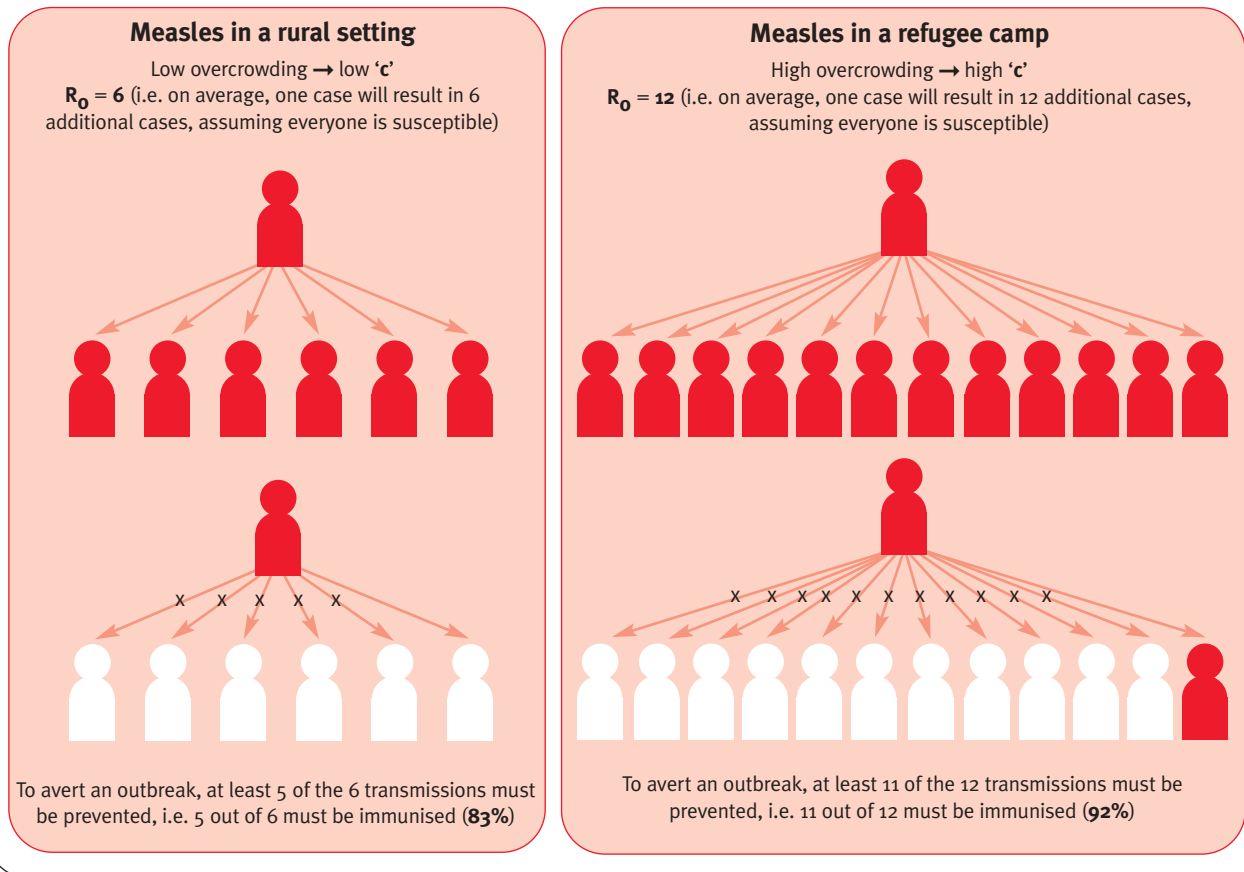 Measles in a rural setting
Low overcrowding → low ‘c’
R₀ = 6 (i.e. on average, one case will result in 6
additional cases, assuming everyone is susceptible)
x x x x x
To avert an outbreak, at least 5 of the 6 transmissions must
be prevented, i.e. 5 out of 6 must be immunised (83%)
Measles in a refugee camp
High overcrowding → high ‘c’
R₀ = 12 (i.e. on average, one case will result in 12 additional cases,
assuming everyone is susceptible)
x x x x x x x x x x x
To avert an outbreak, at least 11 of the 12 transmissions must be
prevented, i.e. 11 out of 12 must be immunised (92%)